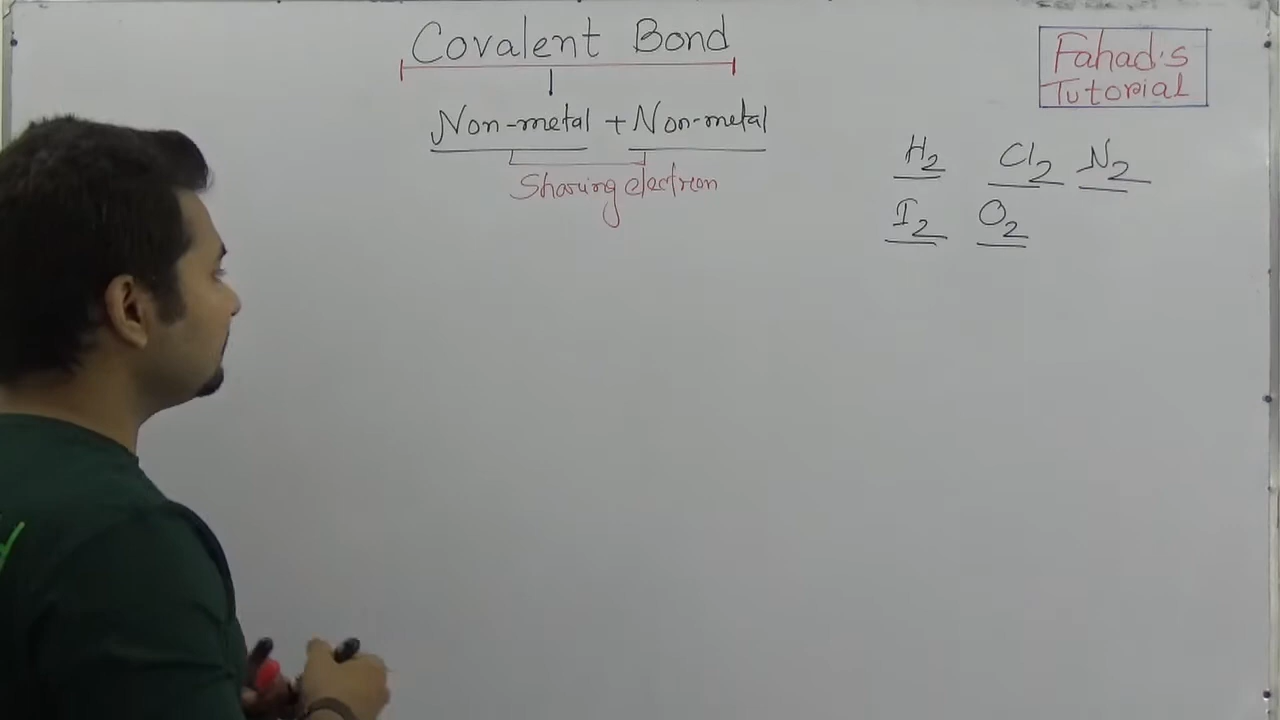 Covalent Bond
Non-metal + Non-metal
Sharing electron
Fahad's
Tutorial
H₂ Cl₂ N₂
I₂ O₂